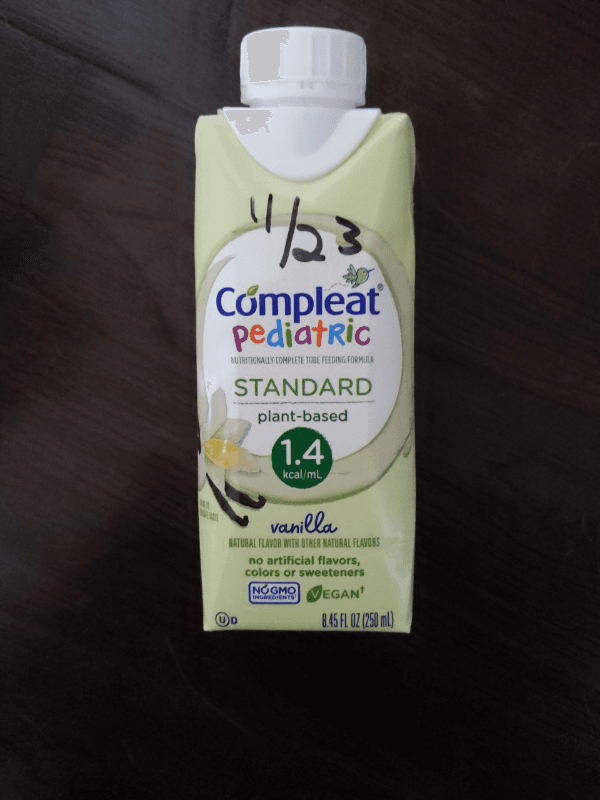 11/23
Compleat®
pediatric
NUTRITIONALLY COMPLETE TUBE FEEDING FORMULA
STANDARD
plant-based
1.4
kcal/mL
vanilla
NATURAL FLAVOR WITH OTHER NATURAL FLAVORS
no artificial flavors,
colors or sweeteners
NO GMO
INGREDIENTS†
VEGAN†
U D
8.45 FL OZ (250 mL)